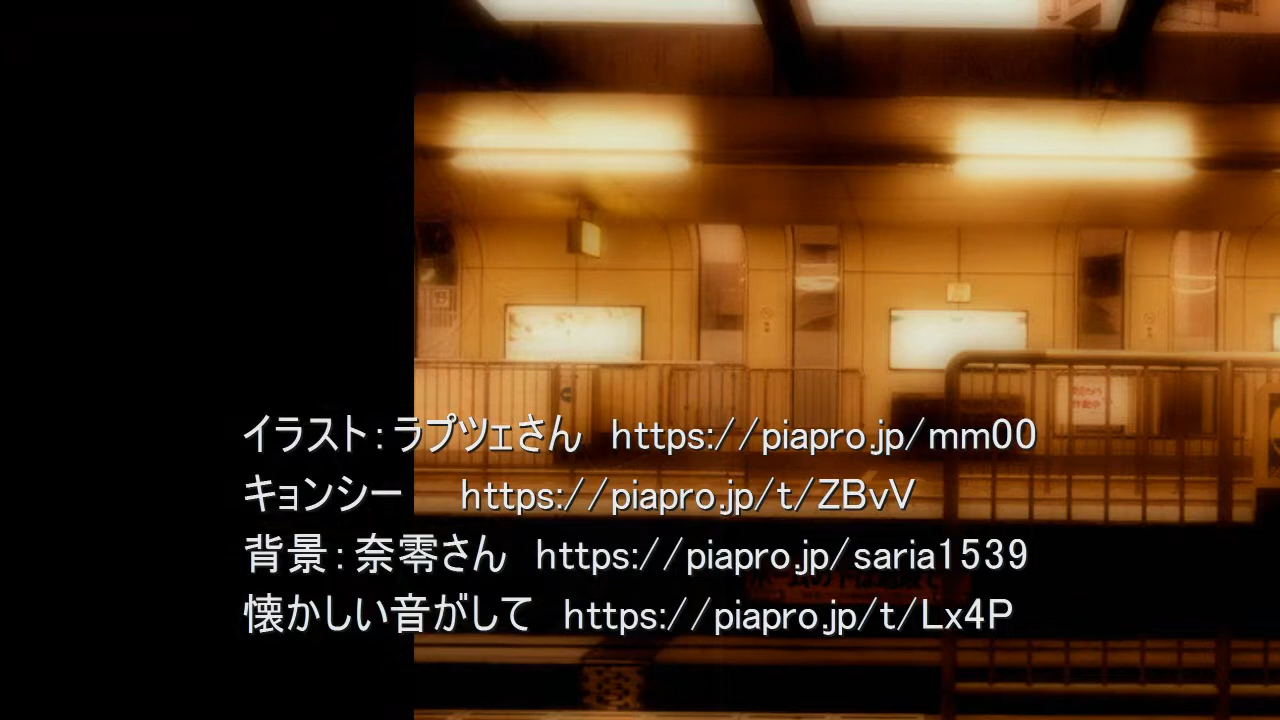 イラスト：ラプツェさん　https://piapro.jp/mm00
キョンシー　https://piapro.jp/t/ZBvV
背景：奈零さん　https://piapro.jp/saria1539
懐かしい音がして　https://piapro.jp/t/Lx4P